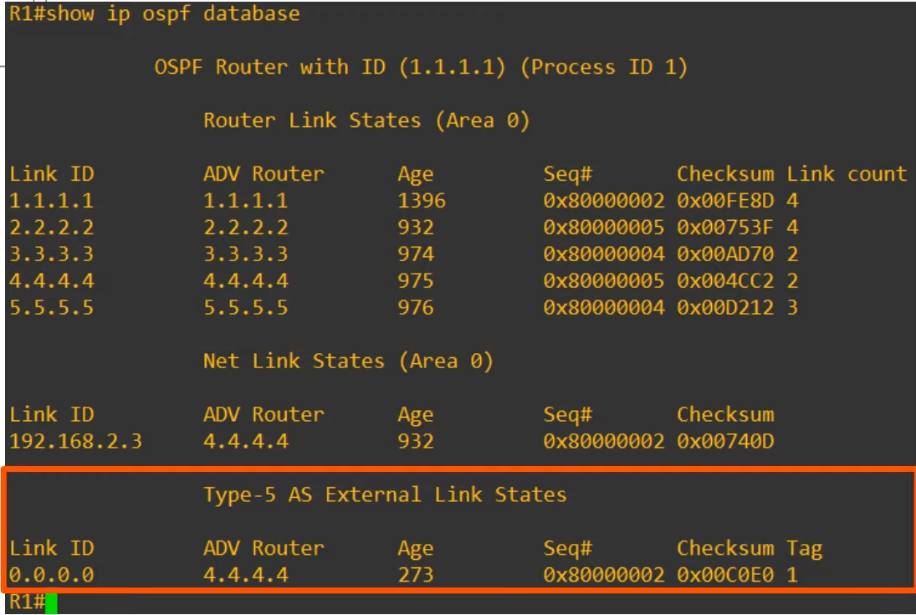 R1#show ip ospf database
OSPF Router with ID (1.1.1.1) (Process ID 1)
Router Link States (Area 0)
Link ID ADV Router Age Seq# Checksum Link count
1.1.1.1 1.1.1.1 1396 0x80000002 0x00FE8D 4
2.2.2.2 2.2.2.2 932 0x80000005 0x00753F 4
3.3.3.3 3.3.3.3 974 0x80000004 0x00AD70 2
4.4.4.4 4.4.4.4 975 0x80000005 0x004CC2 2
5.5.5.5 5.5.5.5 976 0x80000004 0x00D212 3
Net Link States (Area 0)
Link ID ADV Router Age Seq# Checksum
192.168.2.3 4.4.4.4 932 0x80000002 0x00740D
Type-5 AS External Link States
Link ID ADV Router Age Seq# Checksum Tag
0.0.0.0 4.4.4.4 273 0x80000002 0x00C0E0 1
R1#